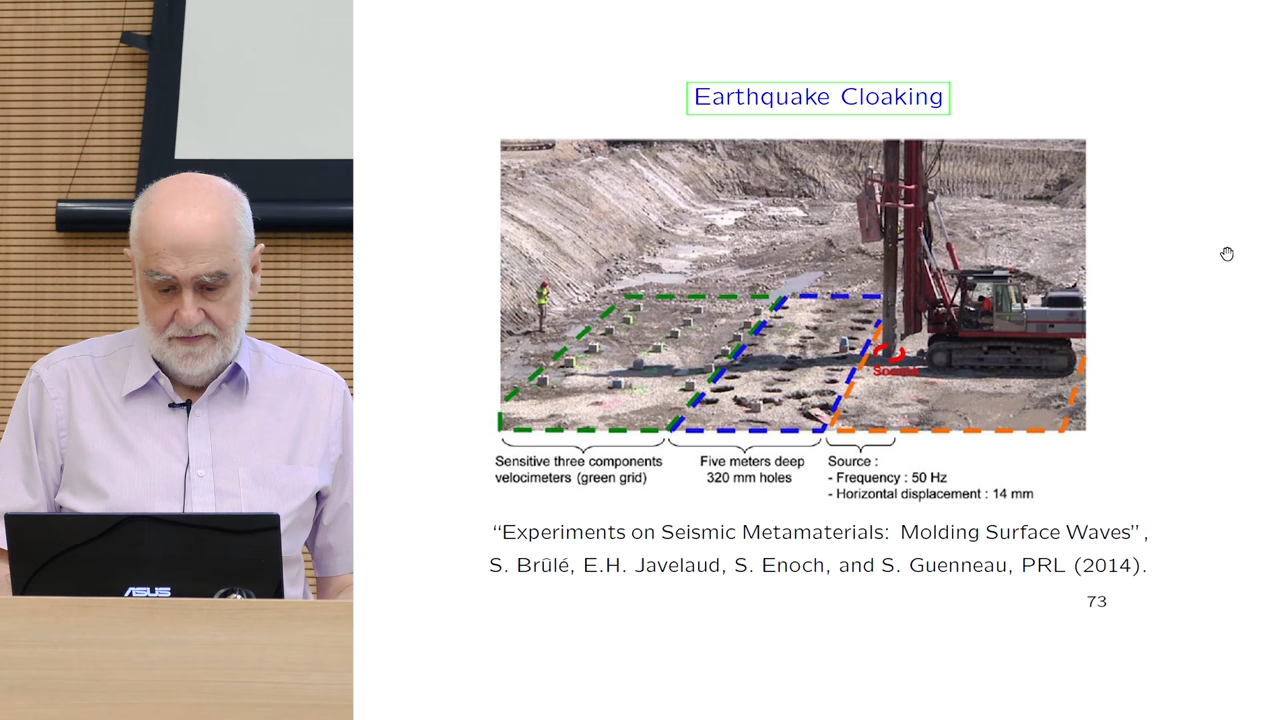 Earthquake Cloaking
Source
Sensitive three components
velocimeters (green grid)
Five meters deep
320 mm holes
Source :
- Frequency : 50 Hz
- Horizontal displacement : 14 mm
“Experiments on Seismic Metamaterials: Molding Surface Waves”,
S. Brûlé, E.H. Javelaud, S. Enoch, and S. Guenneau, PRL (2014).
73
ASUS